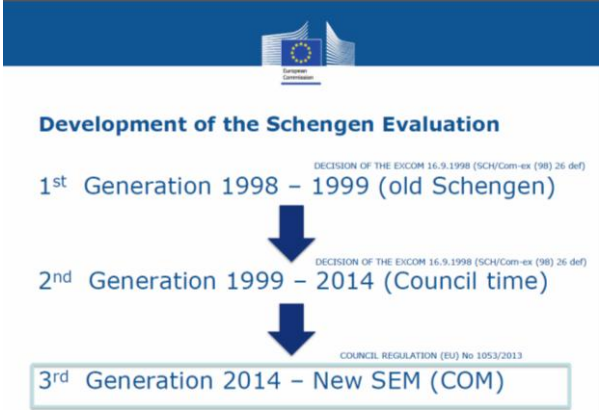 European
Commission
Development of the Schengen Evaluation
DECISION OF THE EXCOM 16.9.1998 (SCH/Com-ex (98) 26 def)
1st Generation 1998 – 1999 (old Schengen)
DECISION OF THE EXCOM 16.9.1998 (SCH/Com-ex (98) 26 def)
2nd Generation 1999 – 2014 (Council time)
COUNCIL REGULATION (EU) No 1053/2013
3rd Generation 2014 – New SEM (COM)